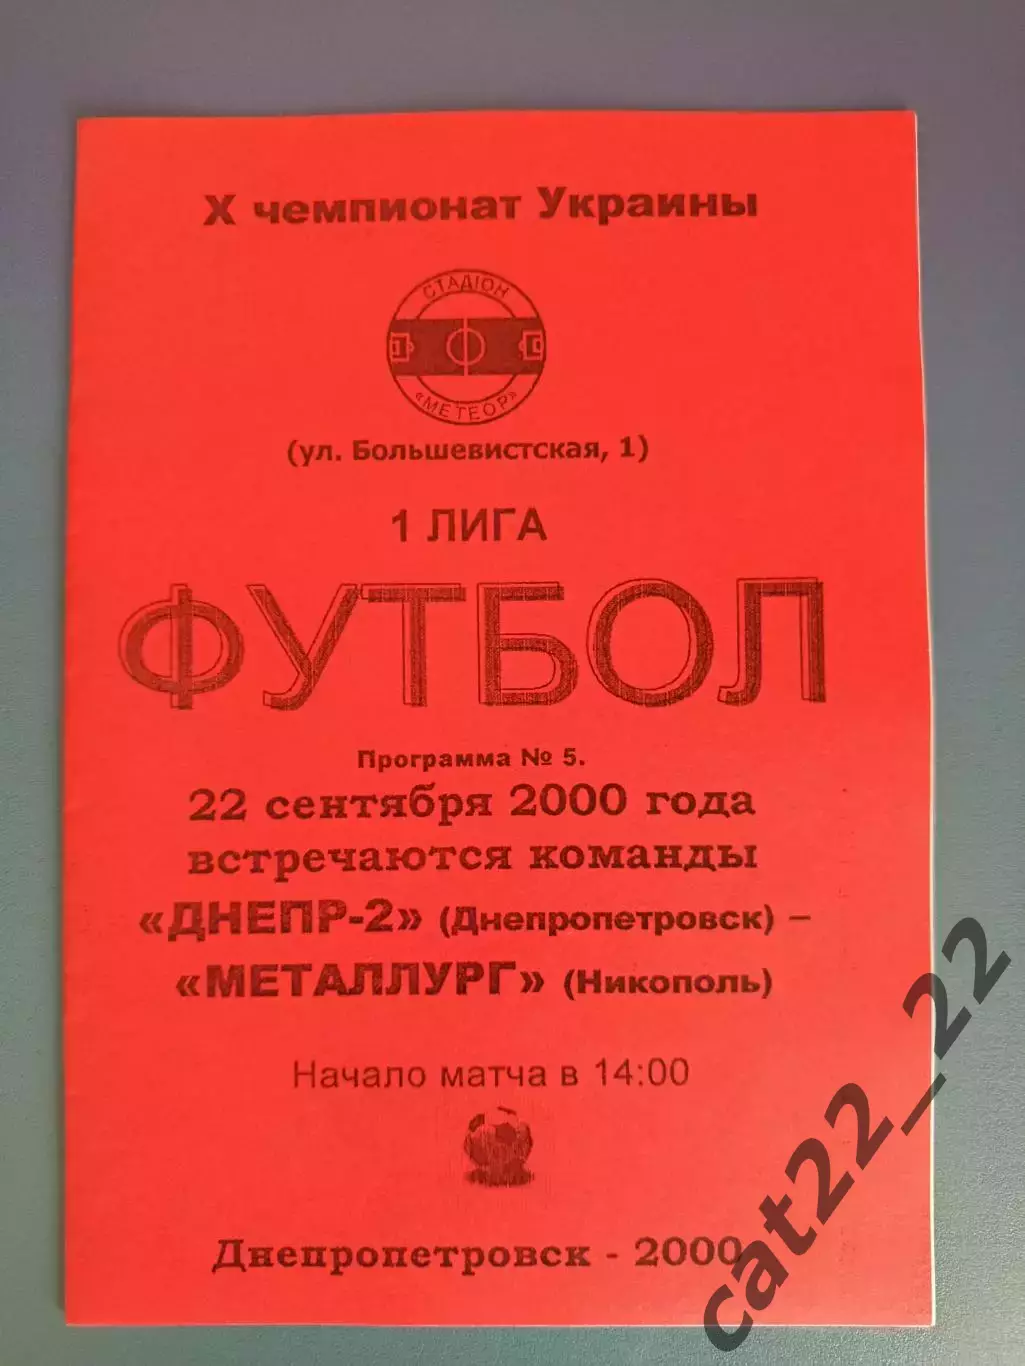 X чемпионат Украины
СТАДІОН
«МЕТЕОР»
(ул. Большевистская, 1)
1 ЛИГА
ФУТБОЛ
Программа № 5.
22 сентября 2000 года
встречаются команды
«ДНЕПР-2» (Днепропетровск) –
«МЕТАЛЛУРГ» (Никополь)
Начало матча в 14:00
Днепропетровск - 2000
cat22_22